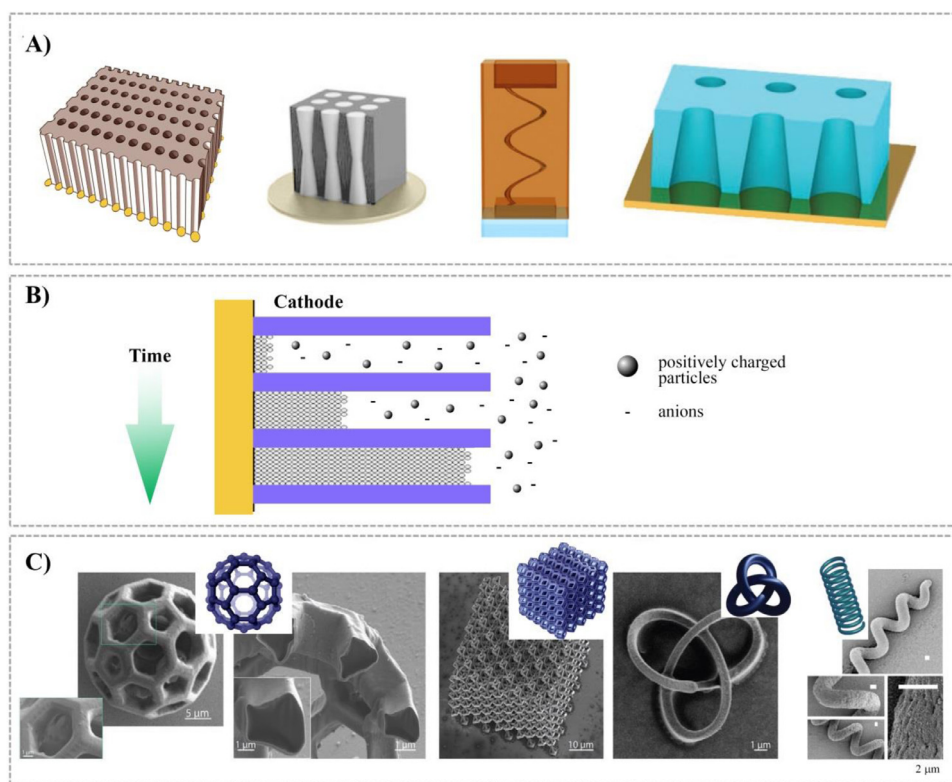 A)
B)
Cathode
Time
positively charged
particles
- anions
C)
5 μm
1 μm
1 μm
10 μm
1 μm
2 μm